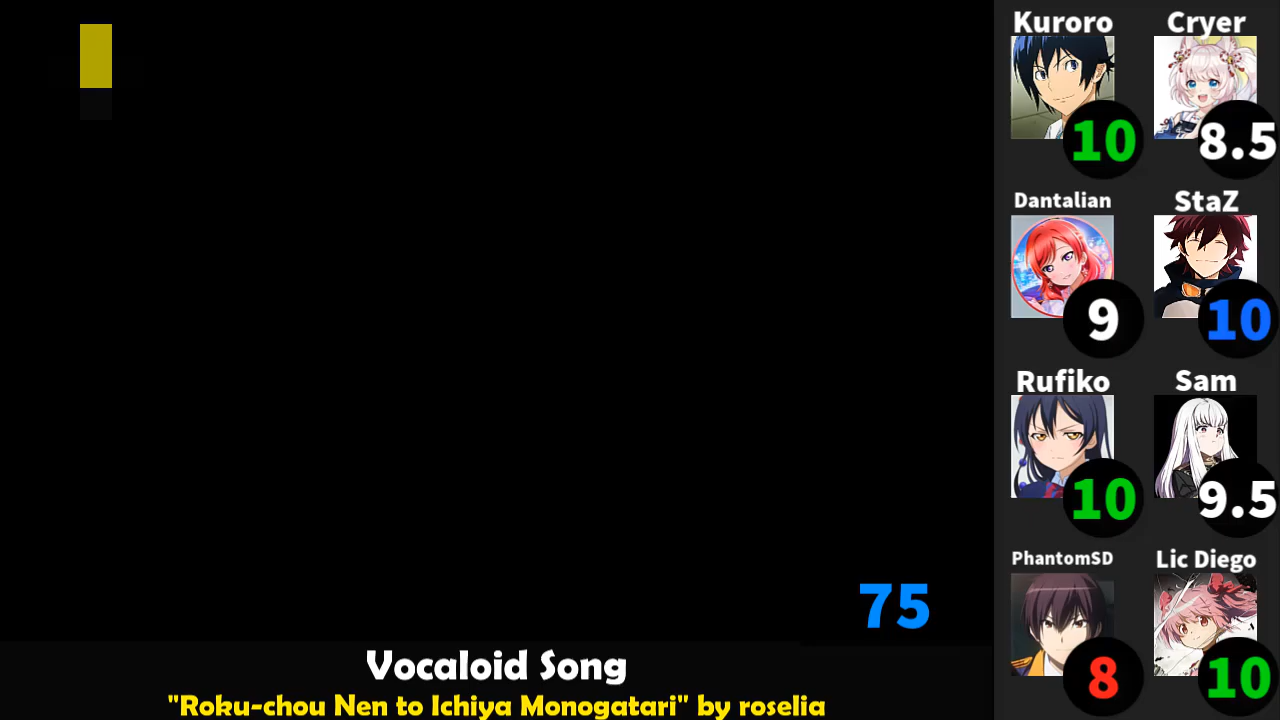 Kuroro Cryer
10 8.5
Dantalian StaZ
9 10
Rufiko Sam
10 9.5
PhantomSD Lic Diego
8 10
75
Vocaloid Song
"Roku-chou Nen to Ichiya Monogatari" by roselia